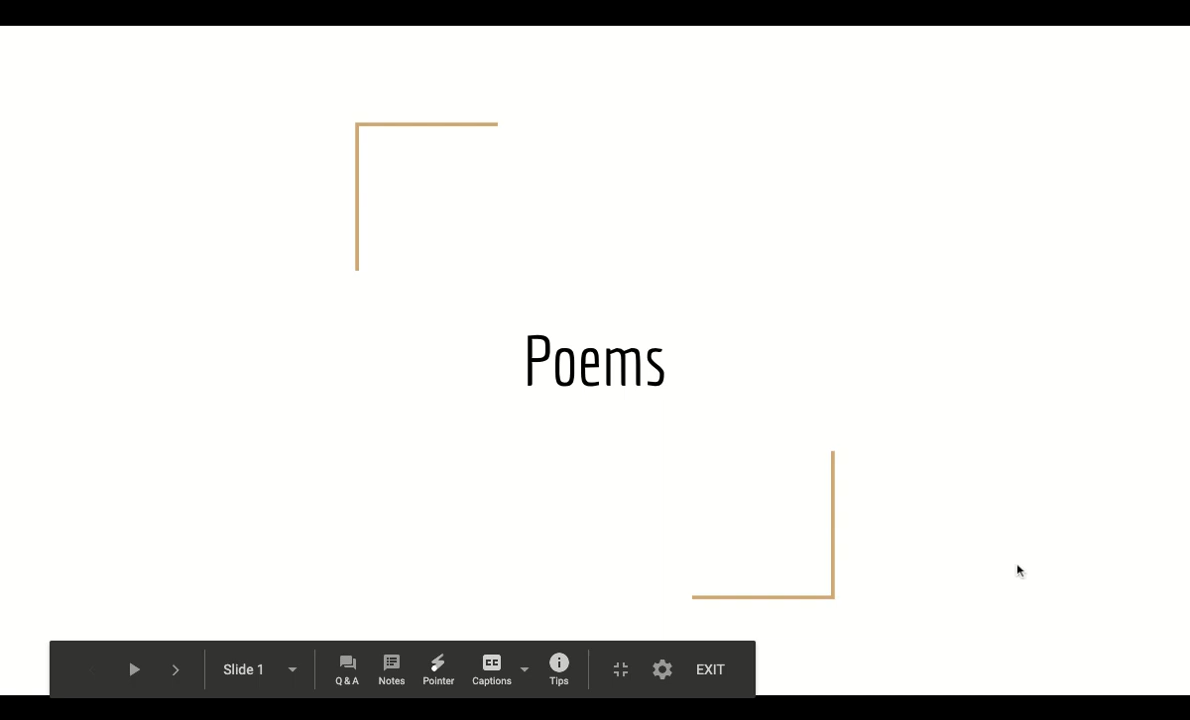 Poems
Slide 1
Q & A
Notes
Pointer
CC
Captions
Tips
EXIT